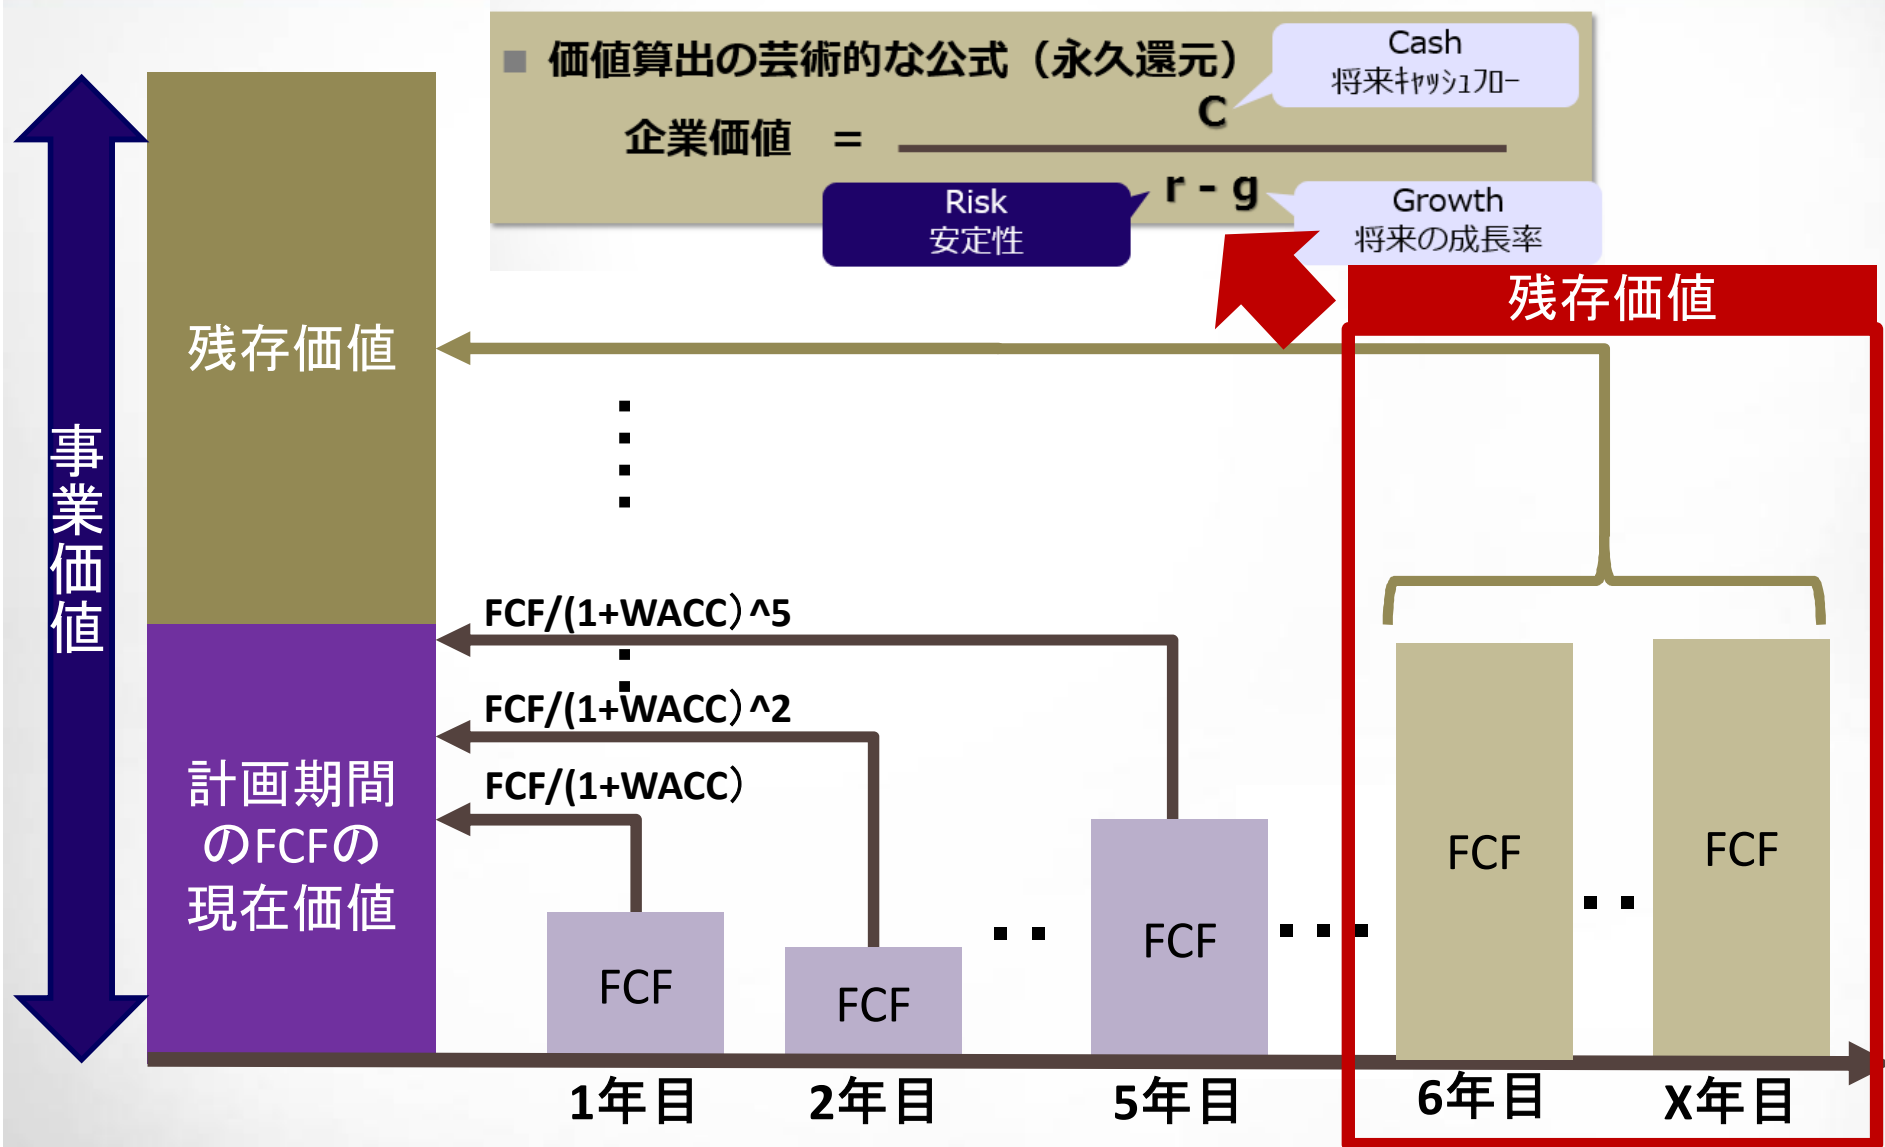 ■ 価値算出の芸術的な公式（永久還元）
Cash
将来ｷｬｯｼｭﾌﾛｰ
C
企業価値 =
r - g
Risk
安定性
Growth
将来の成長率
残存価値
残存価値
事業価値
FCF/(1+WACC）^5
FCF/(1+WACC）^2
FCF/(1+WACC）
計画期間
のFCFの
現在価値
FCF
FCF
FCF
FCF
FCF
1年目
2年目
5年目
6年目
X年目